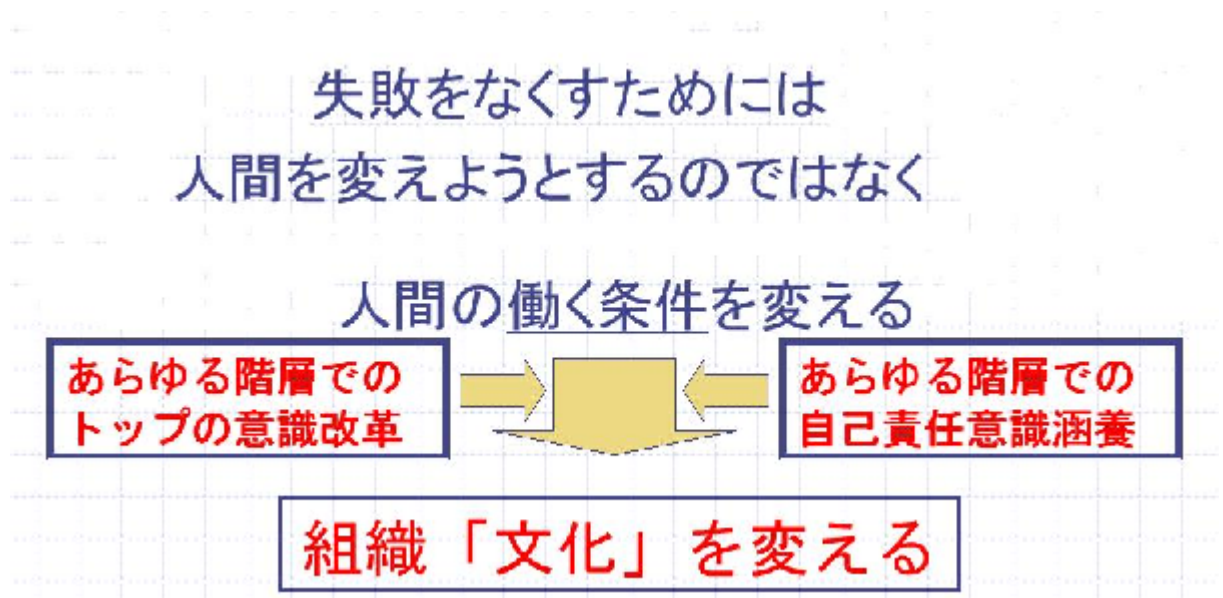 失敗をなくすためには
人間を変えようとするのではなく
人間の働く条件を変える
あらゆる階層での
トップの意識改革
あらゆる階層での
自己責任意識涵養
組織「文化」を変える